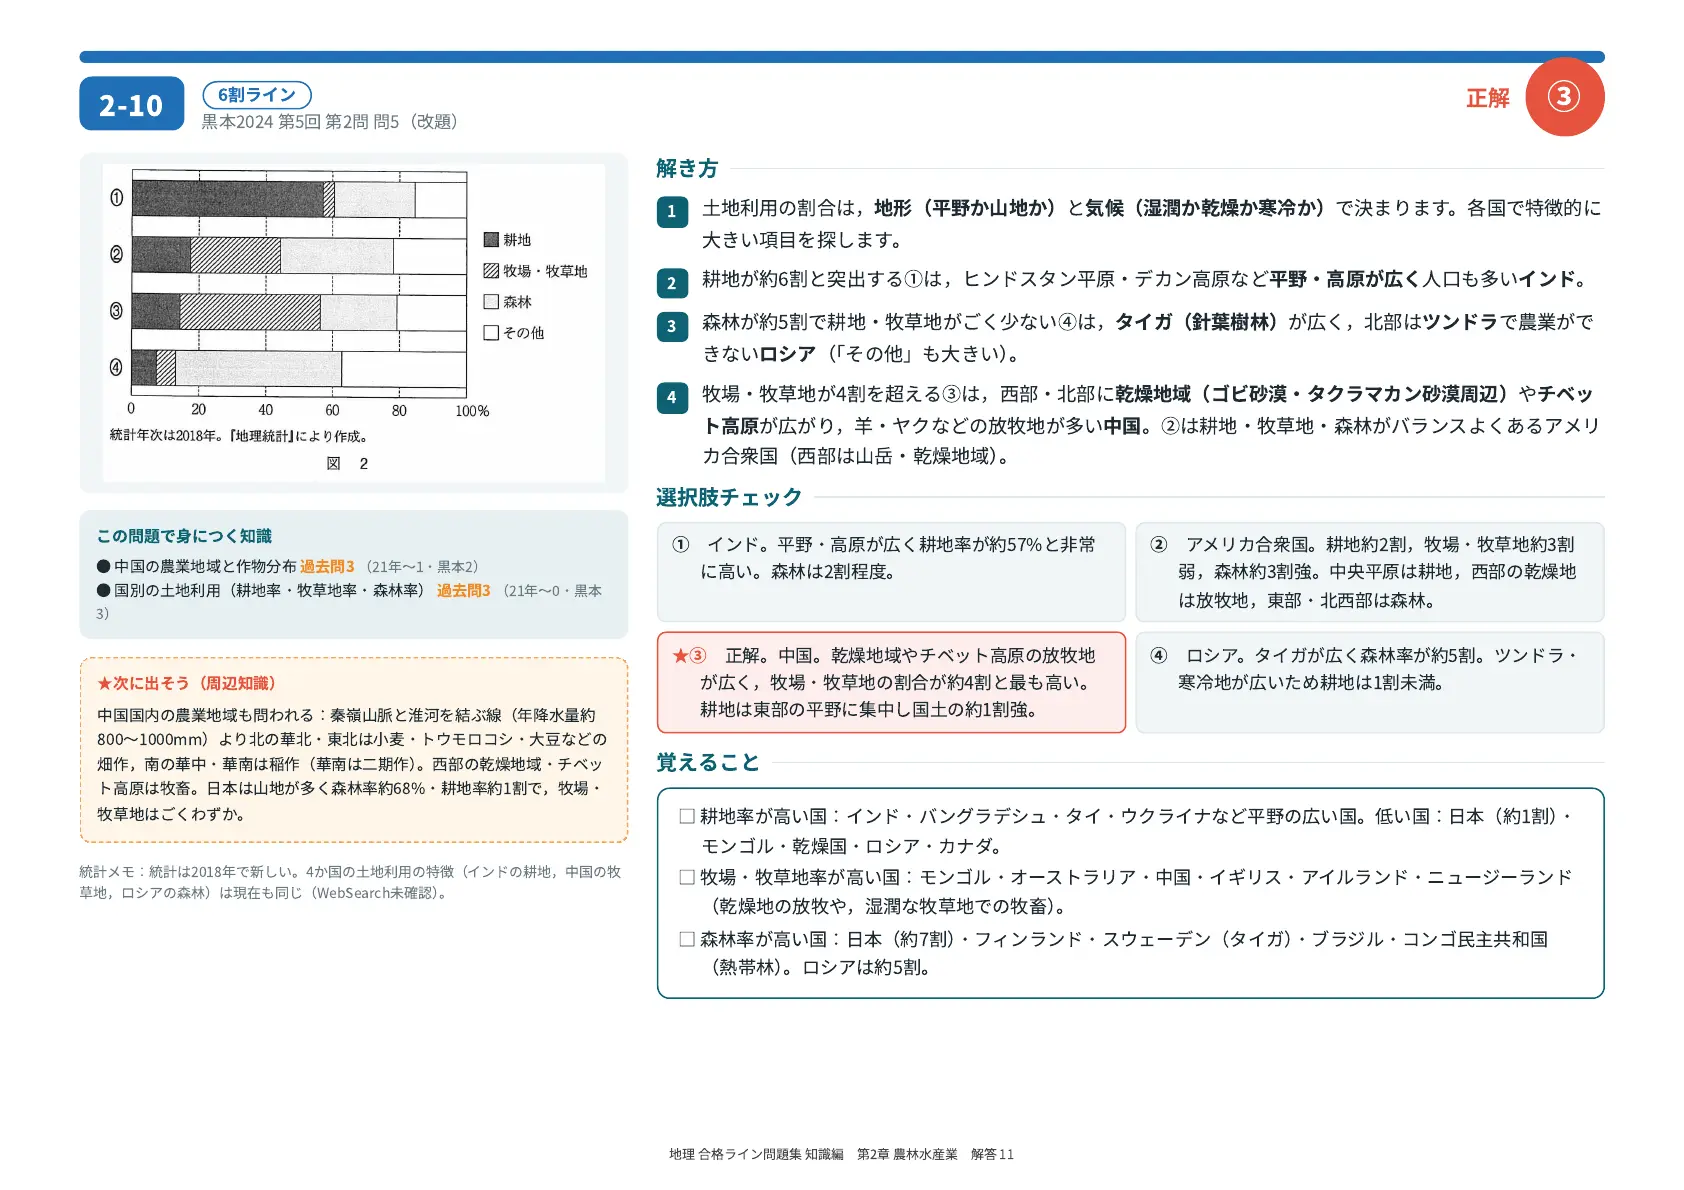 2-10
6割ライン
黒本2024 第5回 第2問 問5（改題）
正解 ③
①
②
③
④
耕地
牧場・牧草地
森林
その他
0 20 40 60 80 100%
統計年次は2018年。『地理統計』により作成。
図 2
この問題で身につく知識
●中国の農業地域と作物分布 過去問3 （21年〜1・黒本2）
●国別の土地利用（耕地率・牧草地率・森林率） 過去問3 （21年〜0・黒本
3）
★次に出そう（周辺知識）
中国国内の農業地域も問われる：秦嶺山脈と淮河を結ぶ線（年降水量約
800〜1000mm）より北の華北・東北は小麦・トウモロコシ・大豆などの
畑作，南の華中・華南は稲作（華南は二期作）。西部の乾燥地域・チベッ
ト高原は牧畜。日本は山地が多く森林率約68%・耕地率約1割で，牧場・
牧草地はごくわずか。
統計メモ：統計は2018年で新しい。4か国の土地利用の特徴（インドの耕地，中国の牧
草地，ロシアの森林）は現在も同じ（WebSearch未確認）。
解き方
1 土地利用の割合は，地形（平野か山地か）と気候（湿潤か乾燥か寒冷か）で決まります。各国で特徴的に
大きい項目を探します。
2 耕地が約6割と突出する①は，ヒンドスタン平原・デカン高原など平野・高原が広く人口も多いインド。
3 森林が約5割で耕地・牧草地がごく少ない④は，タイガ（針葉樹林）が広く，北部はツンドラで農業がで
きないロシア（「その他」も大きい）。
4 牧場・牧草地が4割を超える③は，西部・北部に乾燥地域（ゴビ砂漠・タクラマカン砂漠周辺）やチベッ
ト高原が広がり，羊・ヤクなどの放牧地が多い中国。②は耕地・牧草地・森林がバランスよくあるアメリ
カ合衆国（西部は山岳・乾燥地域）。
選択肢チェック
① インド。平野・高原が広く耕地率が約57%と非常
に高い。森林は2割程度。
② アメリカ合衆国。耕地約2割，牧場・牧草地約3割
弱，森林約3割強。中央平原は耕地，西部の乾燥地
は放牧地，東部・北西部は森林。
★③ 正解。中国。乾燥地域やチベット高原の放牧地
が広く，牧場・牧草地の割合が約4割と最も高い。
耕地は東部の平野に集中し国土の約1割強。
④ ロシア。タイガが広く森林率が約5割。ツンドラ・
寒冷地が広いため耕地は1割未満。
覚えること
□ 耕地率が高い国：インド・バングラデシュ・タイ・ウクライナなど平野の広い国。低い国：日本（約1割）・
モンゴル・乾燥国・ロシア・カナダ。
□ 牧場・牧草地率が高い国：モンゴル・オーストラリア・中国・イギリス・アイルランド・ニュージーランド
（乾燥地の放牧や，湿潤な牧草地での牧畜）。
□ 森林率が高い国：日本（約7割）・フィンランド・スウェーデン（タイガ）・ブラジル・コンゴ民主共和国
（熱帯林）。ロシアは約5割。
地理 合格ライン問題集 知識編 第2章 農林水産業 解答11